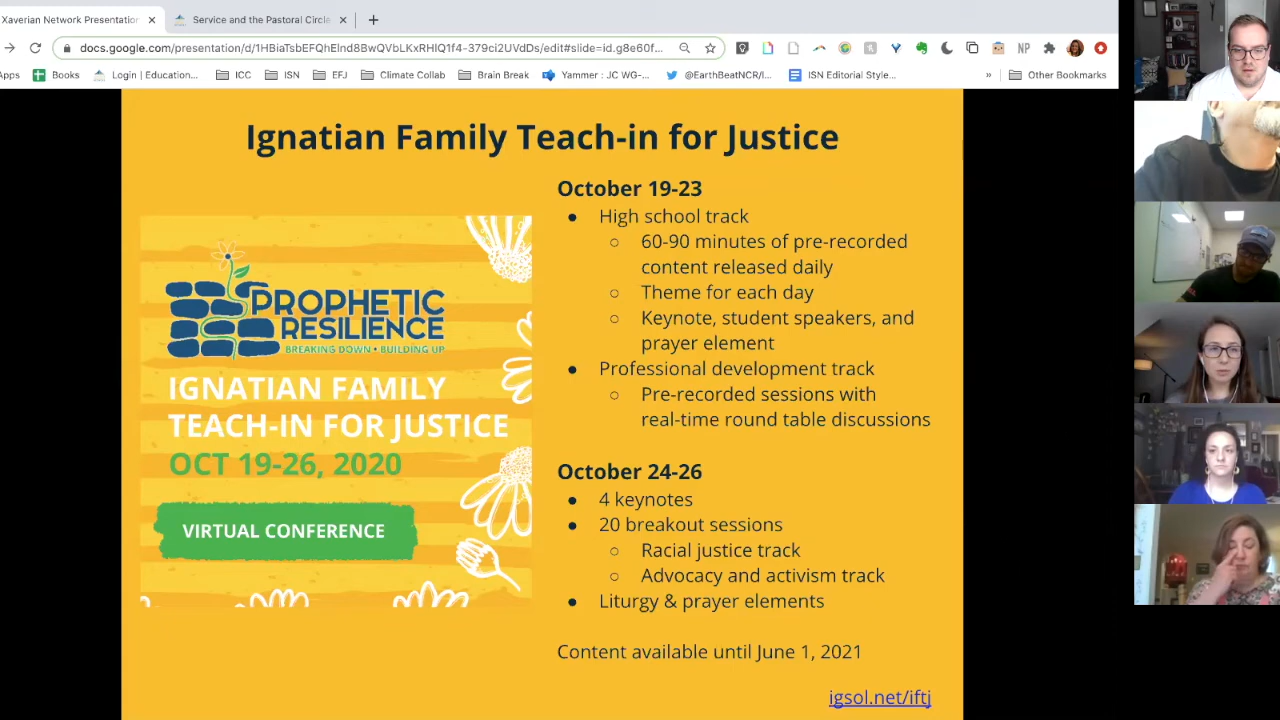 Xaverian Network Presentation
Service and the Pastoral Circle
docs.google.com/presentation/d/1HBiaTsbEFQhElnd8BwQVbLKxRHlQ1f4-379ci2UVdDs/edit#slide=id.g8e60f...
NP
Apps
Books
Login | Education...
ICC
ISN
EFJ
Climate Collab
Brain Break
Yammer : JC WG-...
@EarthBeatNCR/l...
ISN Editorial Style...
»
Other Bookmarks
Ignatian Family Teach-in for Justice
PROPHETIC
RESILIENCE
BREAKING DOWN • BUILDING UP
IGNATIAN FAMILY
TEACH-IN FOR JUSTICE
OCT 19-26, 2020
VIRTUAL CONFERENCE
October 19-23
● High school track
○ 60-90 minutes of pre-recorded
content released daily
○ Theme for each day
○ Keynote, student speakers, and
prayer element
● Professional development track
○ Pre-recorded sessions with
real-time round table discussions
October 24-26
● 4 keynotes
● 20 breakout sessions
○ Racial justice track
○ Advocacy and activism track
● Liturgy & prayer elements
Content available until June 1, 2021
igsol.net/iftj